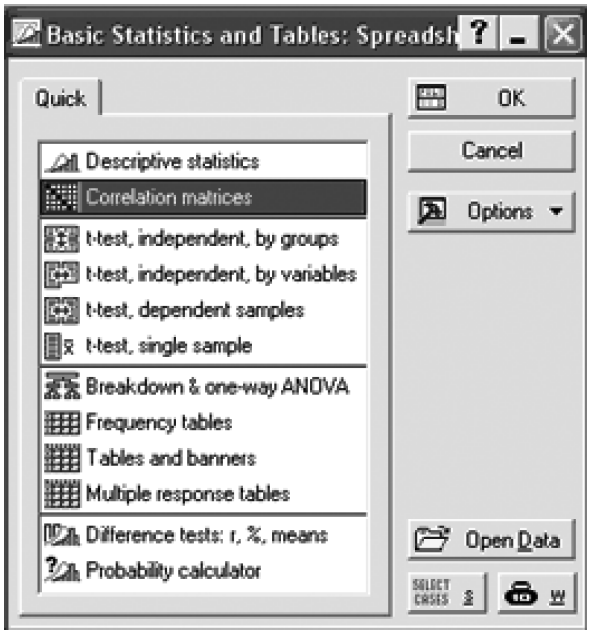 Basic Statistics and Tables: Spreadsh ? _ X
Quick
OK
Cancel
Options
Descriptive statistics
Correlation matrices
t-test, independent, by groups
t-test, independent, by variables
t-test, dependent samples
t-test, single sample
Breakdown & one-way ANOVA
Frequency tables
Tables and banners
Multiple response tables
Difference tests: r, %, means
Probability calculator
Open Data
SELECT
CASES S
W